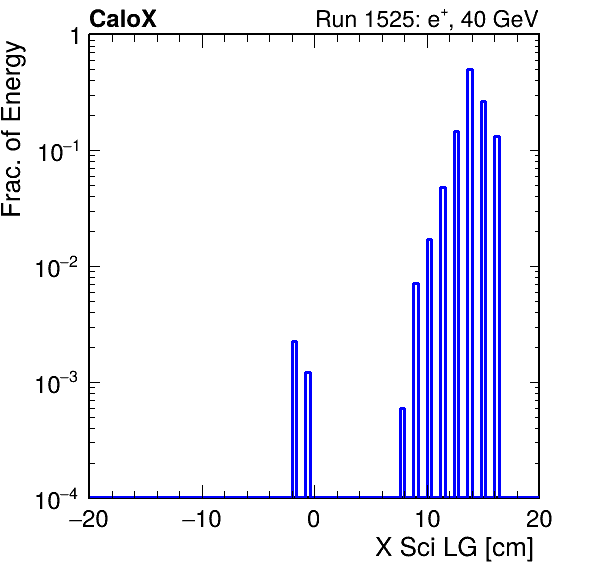 CaloX Run 1525: e⁺, 40 GeV
Frac. of Energy
1
10⁻¹
10⁻²
10⁻³
10⁻⁴
−20 −10 0 10 20
X Sci LG [cm]